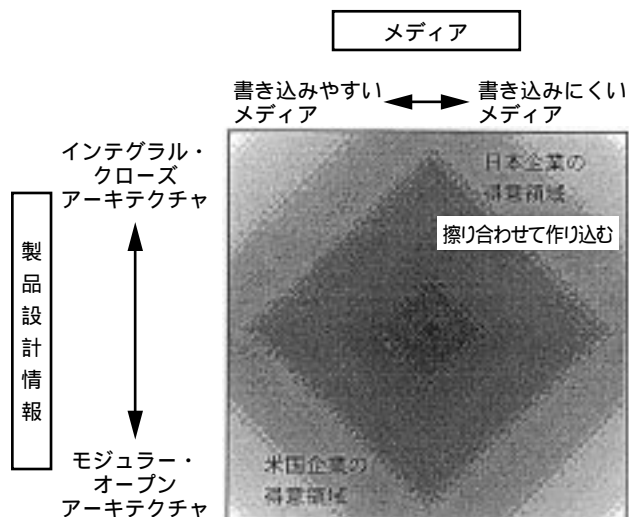 メディア
書き込みやすい
メディア
書き込みにくい
メディア
インテグラル・
クローズ
アーキテクチャ
日本企業の
得意領域
擦り合わせて作り込む
製品設計情報
モジュラー・
オープン
アーキテクチャ
米国企業の
得意領域